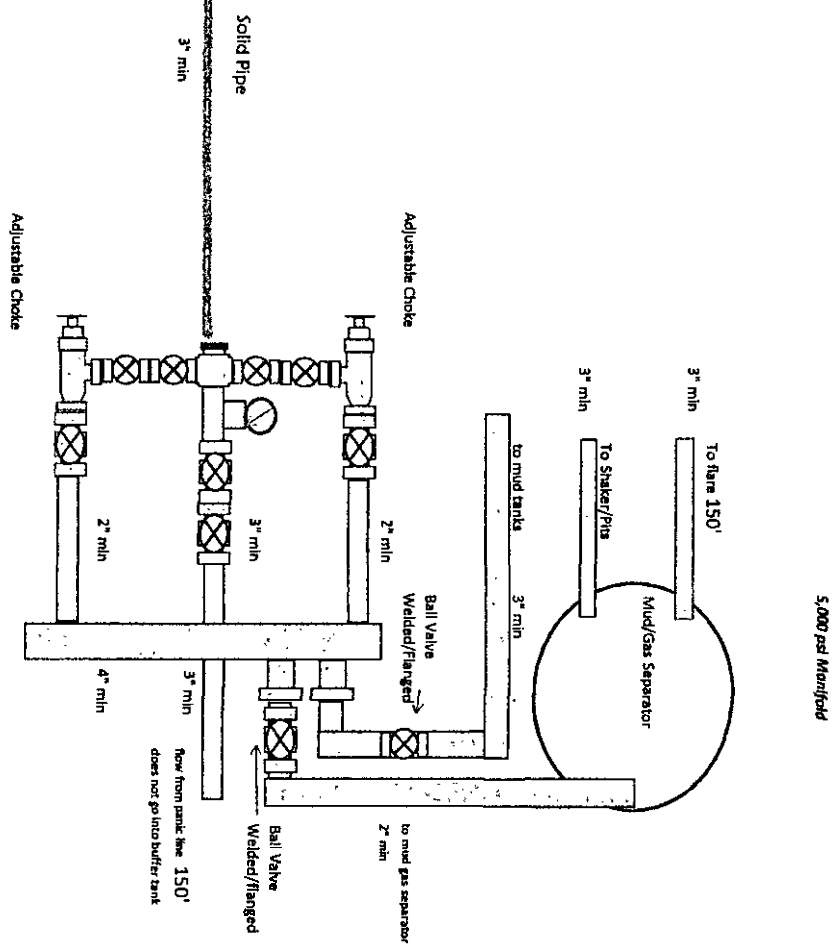 5,000 psi Manifold
3" min
To flare 150'
3" min
To Shaker/Pits
Mud/Gas Separator
to mud tanks
3" min
Adjustable Choke
Ball Valve
Welded/Flanged
to mud gas separator
2" min
2" min
Solid Pipe
3" min
3" min
Ball Valve
Welded/flanged
3" min
flow from panic line 150'
does not go into buffer tank
2" min
4" min
Adjustable Choke